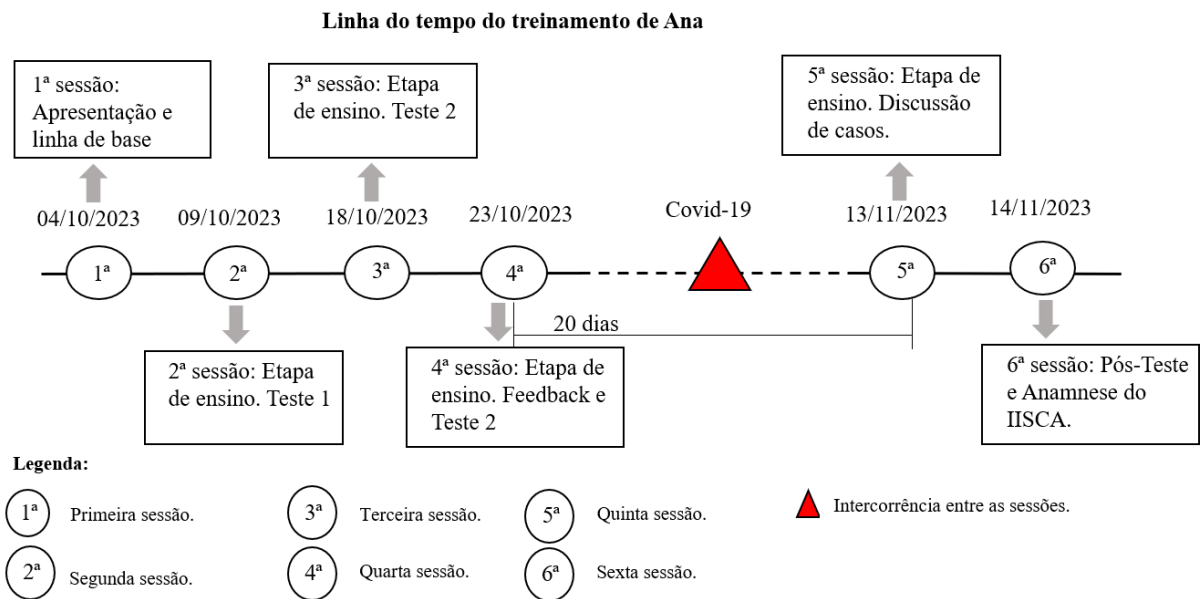 Linha do tempo do treinamento de Ana
1ª sessão:
Apresentação e
linha de base
3ª sessão: Etapa
de ensino. Teste 2
5ª sessão: Etapa de
ensino. Discussão
de casos.
04/10/2023
09/10/2023
18/10/2023
23/10/2023
Covid-19
13/11/2023
14/11/2023
1ª
2ª
3ª
4ª
5ª
6ª
20 dias
2ª sessão: Etapa
de ensino. Teste 1
4ª sessão: Etapa de
ensino. Feedback e
Teste 2
6ª sessão: Pós-Teste
e Anamnese do
IISCA.
Legenda:
1ª Primeira sessão.
3ª Terceira sessão.
5ª Quinta sessão.
Intercorrência entre as sessões.
2ª Segunda sessão.
4ª Quarta sessão.
6ª Sexta sessão.